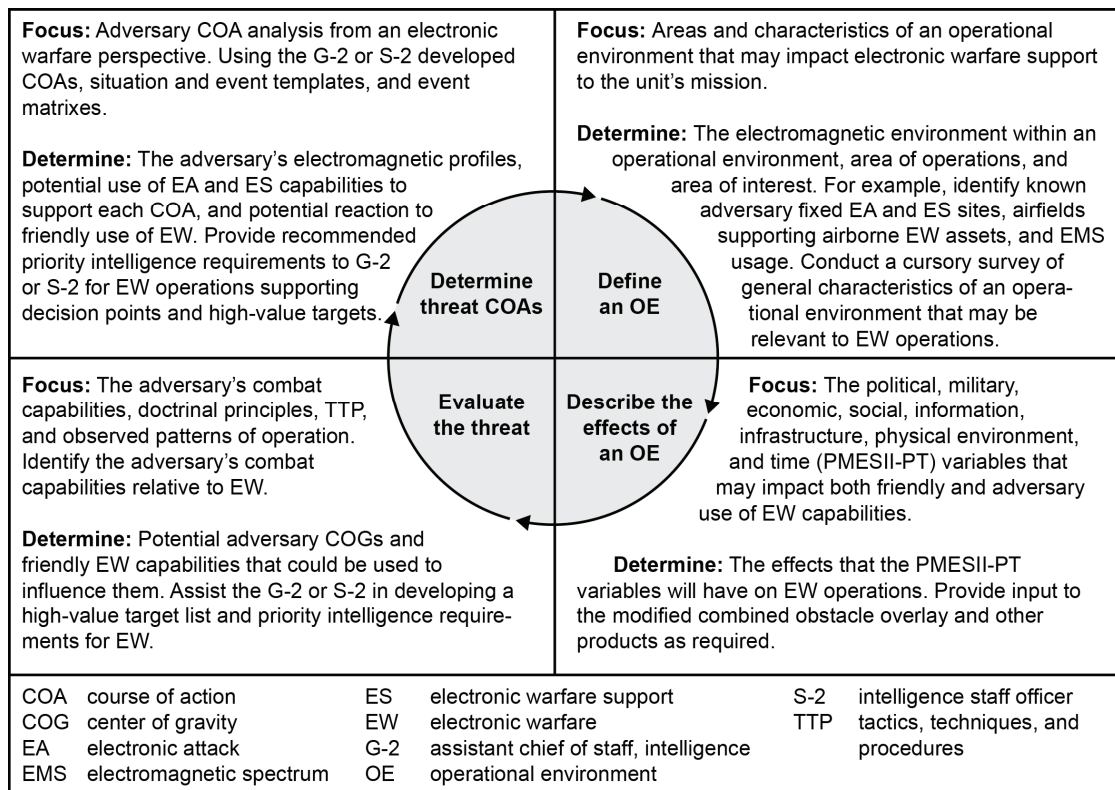 Focus: Adversary COA analysis from an electronic
warfare perspective. Using the G-2 or S-2 developed
COAs, situation and event templates, and event
matrixes.
Determine: The adversary's electromagnetic profiles,
potential use of EA and ES capabilities to
support each COA, and potential reaction to
friendly use of EW. Provide recommended
priority intelligence requirements to G-2
or S-2 for EW operations supporting
decision points and high-value targets.
Determine
threat COAs
Focus: Areas and characteristics of an operational
environment that may impact electronic warfare support
to the unit's mission.
Determine: The electromagnetic environment within an
operational environment, area of operations, and
area of interest. For example, identify known
adversary fixed EA and ES sites, airfields
supporting airborne EW assets, and EMS
usage. Conduct a cursory survey of
general characteristics of an opera-
tional environment that may be
relevant to EW operations.
Define
an OE
Focus: The adversary's combat
capabilities, doctrinal principles, TTP,
and observed patterns of operation.
Identify the adversary's combat
capabilities relative to EW.
Determine: Potential adversary COGs and
friendly EW capabilities that could be used to
influence them. Assist the G-2 or S-2 in developing a
high-value target list and priority intelligence require-
ments for EW.
Evaluate
the threat
Describe the
effects of
an OE
Focus: The political, military,
economic, social, information,
infrastructure, physical environment,
and time (PMESII-PT) variables that
may impact both friendly and adversary
use of EW capabilities.
Determine: The effects that the PMESII-PT
variables will have on EW operations. Provide input to
the modified combined obstacle overlay and other
products as required.
COA course of action
COG center of gravity
EA electronic attack
EMS electromagnetic spectrum
ES electronic warfare support
EW electronic warfare
G-2 assistant chief of staff, intelligence
OE operational environment
S-2 intelligence staff officer
TTP tactics, techniques, and
procedures